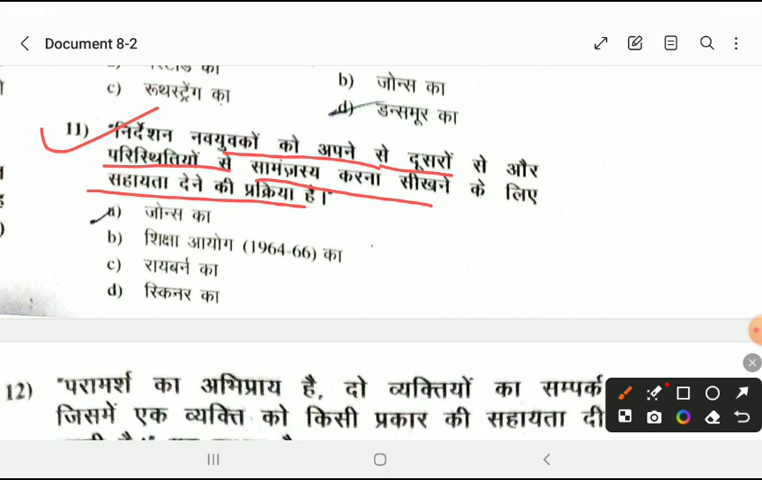 Document 8-2
c) रूथस्ट्रेंग का
b) जोन्स का
d) डन्समूर का
11) "निर्देशन नवयुवकों को अपने से दूसरों से और
परिस्थितियों से सामंजस्य करना सीखने के लिए
सहायता देने की प्रक्रिया है।"
a) जोन्स का
b) शिक्षा आयोग (1964-66) का
c) रायबर्न का
d) स्किनर का
12) "परामर्श का अभिप्राय है, दो व्यक्तियों का सम्पर्क
जिसमें एक व्यक्ति को किसी प्रकार की सहायता दी